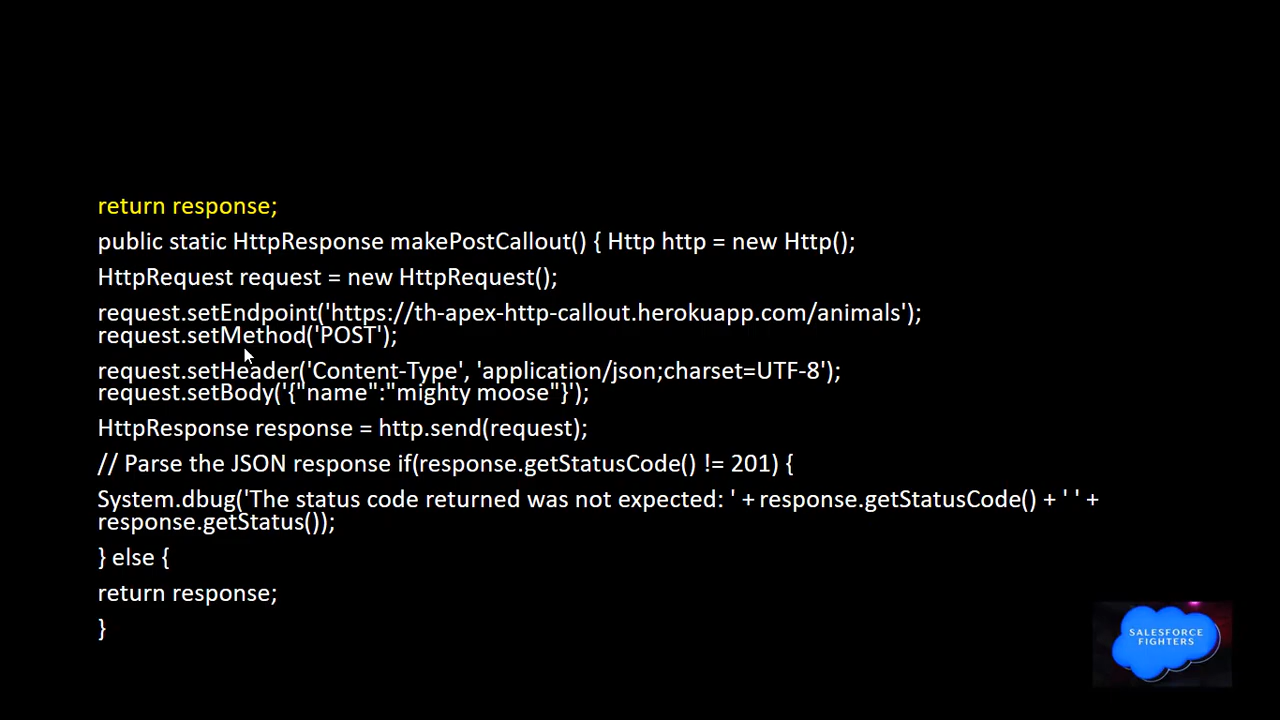 return response;
public static HttpResponse makePostCallout() { Http http = new Http();
HttpRequest request = new HttpRequest();
request.setEndpoint('https://th-apex-http-callout.herokuapp.com/animals');
request.setMethod('POST');
request.setHeader('Content-Type', 'application/json;charset=UTF-8');
request.setBody('{"name":"mighty moose"}');
HttpResponse response = http.send(request);
// Parse the JSON response if(response.getStatusCode() != 201) {
System.dbug('The status code returned was not expected: ' + response.getStatusCode() + ' ' +
response.getStatus());
} else {
return response;
}
SALESFORCE
FIGHTERS